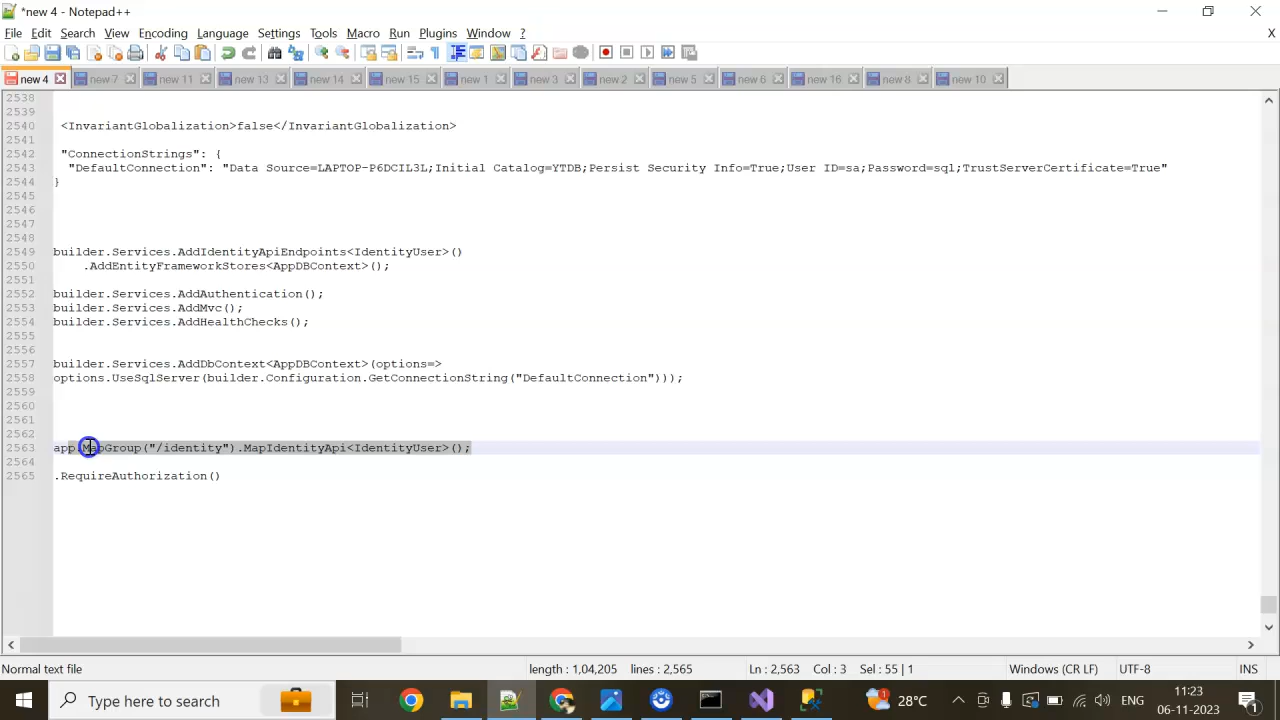 *new 4 - Notepad++
File Edit Search View Encoding Language Settings Tools Macro Run Plugins Window ? X
new 4 new 7 new 11 new 13 new 14 new 15 new 1 new 3 new 2 new 5 new 6 new 16 new 8 new 10
2538
2539
2540 <InvariantGlobalization>false</InvariantGlobalization>
2541
2542 "ConnectionStrings": {
2543 "DefaultConnection": "Data Source=LAPTOP-P6DCIL3L;Initial Catalog=YTDB;Persist Security Info=True;User ID=sa;Password=sql;TrustServerCertificate=True"
2544 }
2545
2546
2547
2548
2549 builder.Services.AddIdentityApiEndpoints<IdentityUser>()
2550 .AddEntityFrameworkStores<AppDBContext>();
2551
2552 builder.Services.AddAuthentication();
2553 builder.Services.AddMvc();
2554 builder.Services.AddHealthChecks();
2555
2556
2557 builder.Services.AddDbContext<AppDBContext>(options=>
2558 options.UseSqlServer(builder.Configuration.GetConnectionString("DefaultConnection")));
2559
2560
2561
2562
2563 app.MapGroup("/identity").MapIdentityApi<IdentityUser>();
2564
2565 .RequireAuthorization()
Normal text file length : 1,04,205 lines : 2,565 Ln : 2,563 Col : 3 Sel : 55 | 1 Windows (CR LF) UTF-8 INS
Type here to search 1 28°C ENG 11:23 1
06-11-2023